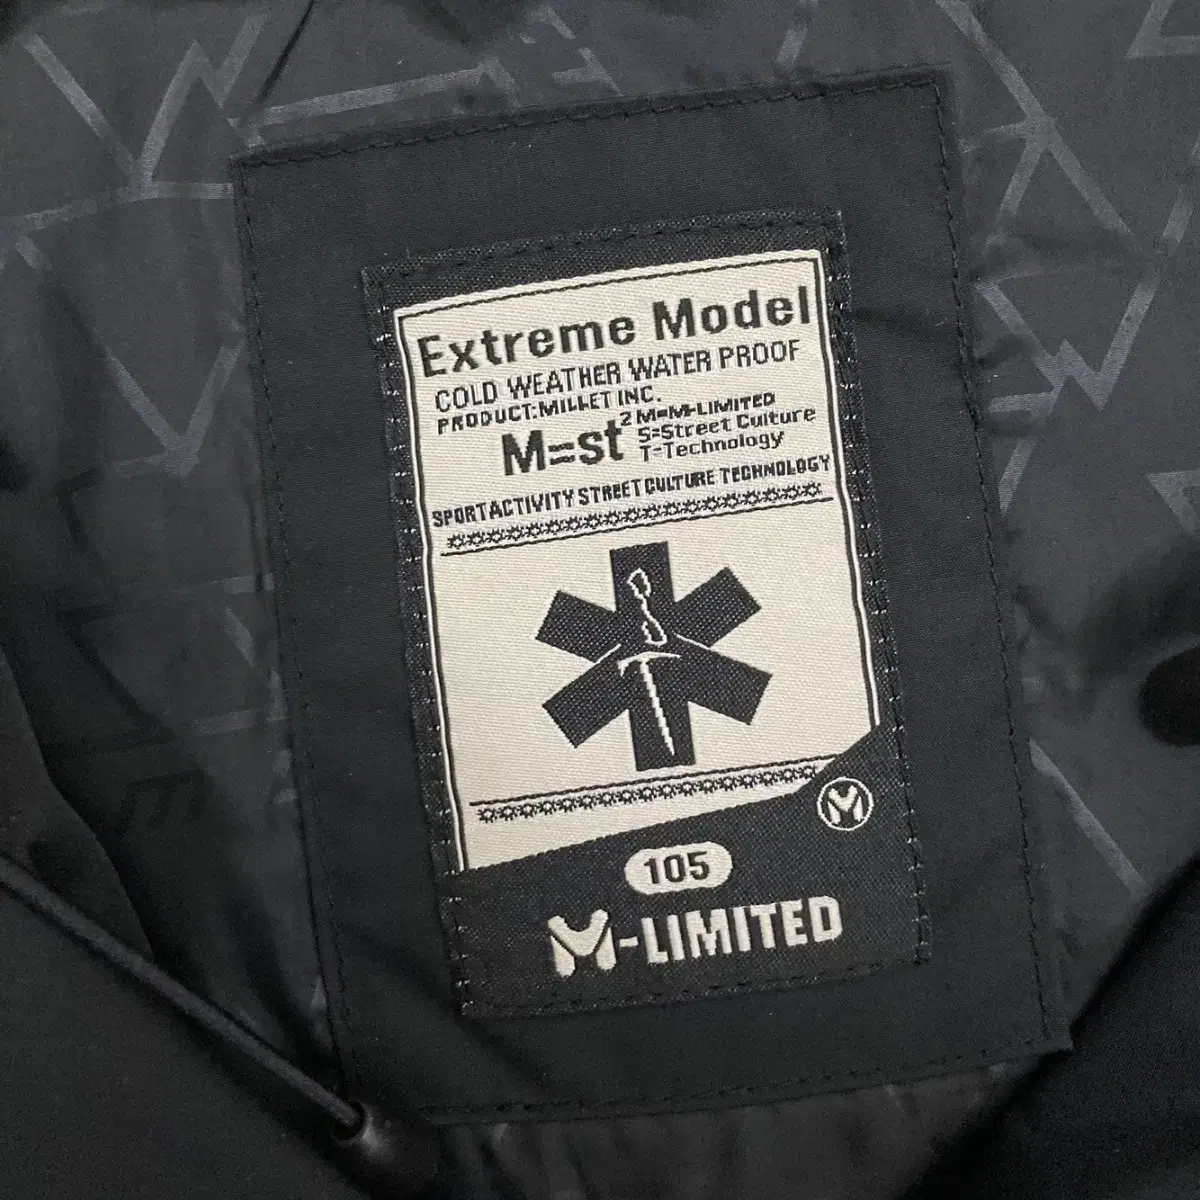 Extreme Model
COLD WEATHER WATER PROOF
PRODUCT:MILLET INC.
M=st²
M=M-LIMITED
S=Street Culture
T=Technology
SPORTACTIVITY STREET CULTURE TECHNOLOGY
M
105
M-LIMITED